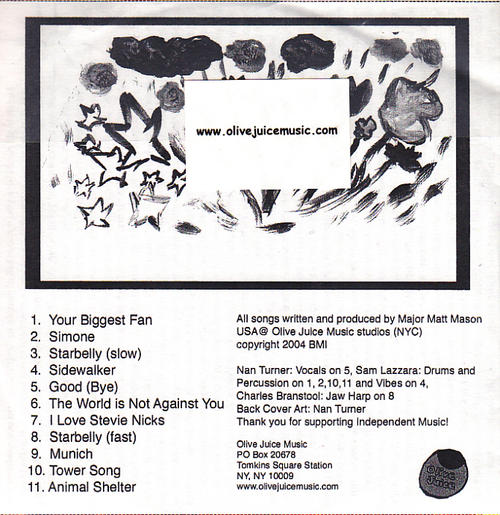 www.olivejuicemusic.com
1. Your Biggest Fan
2. Simone
3. Starbelly (slow)
4. Sidewalker
5. Good (Bye)
6. The World is Not Against You
7. I Love Stevie Nicks
8. Starbelly (fast)
9. Munich
10. Tower Song
11. Animal Shelter
All songs written and produced by Major Matt Mason
USA@ Olive Juice Music studios (NYC)
copyright 2004 BMI
Nan Turner: Vocals on 5, Sam Lazzara: Drums and
Percussion on 1, 2,10,11 and Vibes on 4,
Charles Branstool: Jaw Harp on 8
Back Cover Art: Nan Turner
Thank you for supporting Independent Music!
Olive Juice Music
PO Box 20678
Tomkins Square Station
NY, NY 10009
www.olivejuicemusic.com
Olive
Juice